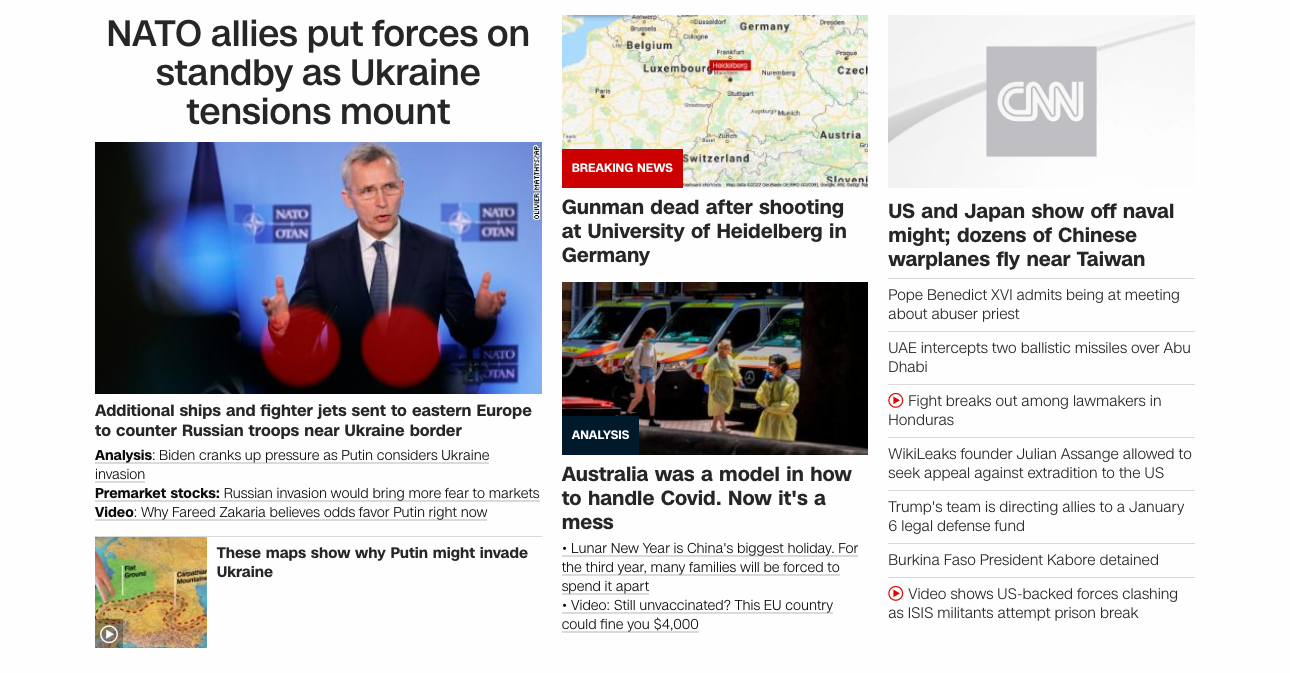 NATO allies put forces on
standby as Ukraine
tensions mount
OLIVIER MATTHYS/AP
NATO
OTAN
NATO
OTAN
NATO
OTAN
Additional ships and fighter jets sent to eastern Europe
to counter Russian troops near Ukraine border
Analysis: Biden cranks up pressure as Putin considers Ukraine
invasion
Premarket stocks: Russian invasion would bring more fear to markets
Video: Why Fareed Zakaria believes odds favor Putin right now
Flat
Ground
Carpathian
Mountains
These maps show why Putin might invade
Ukraine
Antwerp
Düsseldorf
Brussels
Cologne
Germany
Dresden
Belgium
Frankfurt
Prague
Luxembourg
Heidelberg
Nuremberg
Czec
Paris
Stuttgart
Strasbourg
Augsburg
Munich
Zürich
Austria
Switzerland
Sloveni
BREAKING NEWS
Gunman dead after shooting
at University of Heidelberg in
Germany
ANALYSIS
Australia was a model in how
to handle Covid. Now it's a
mess
• Lunar New Year is China's biggest holiday. For
the third year, many families will be forced to
spend it apart
• Video: Still unvaccinated? This EU country
could fine you $4,000
CNN
US and Japan show off naval
might; dozens of Chinese
warplanes fly near Taiwan
Pope Benedict XVI admits being at meeting
about abuser priest
UAE intercepts two ballistic missiles over Abu
Dhabi
Fight breaks out among lawmakers in
Honduras
WikiLeaks founder Julian Assange allowed to
seek appeal against extradition to the US
Trump's team is directing allies to a January
6 legal defense fund
Burkina Faso President Kabore detained
Video shows US-backed forces clashing
as ISIS militants attempt prison break